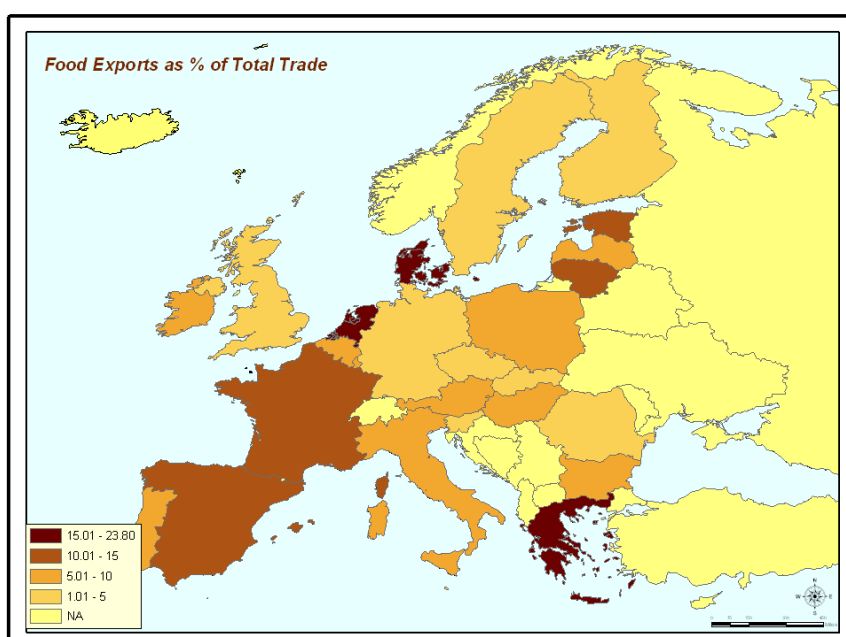 Food Exports as % of Total Trade
15.01 - 23.80
10.01 - 15
5.01 - 10
1.01 - 5
NA
N
W
E
S